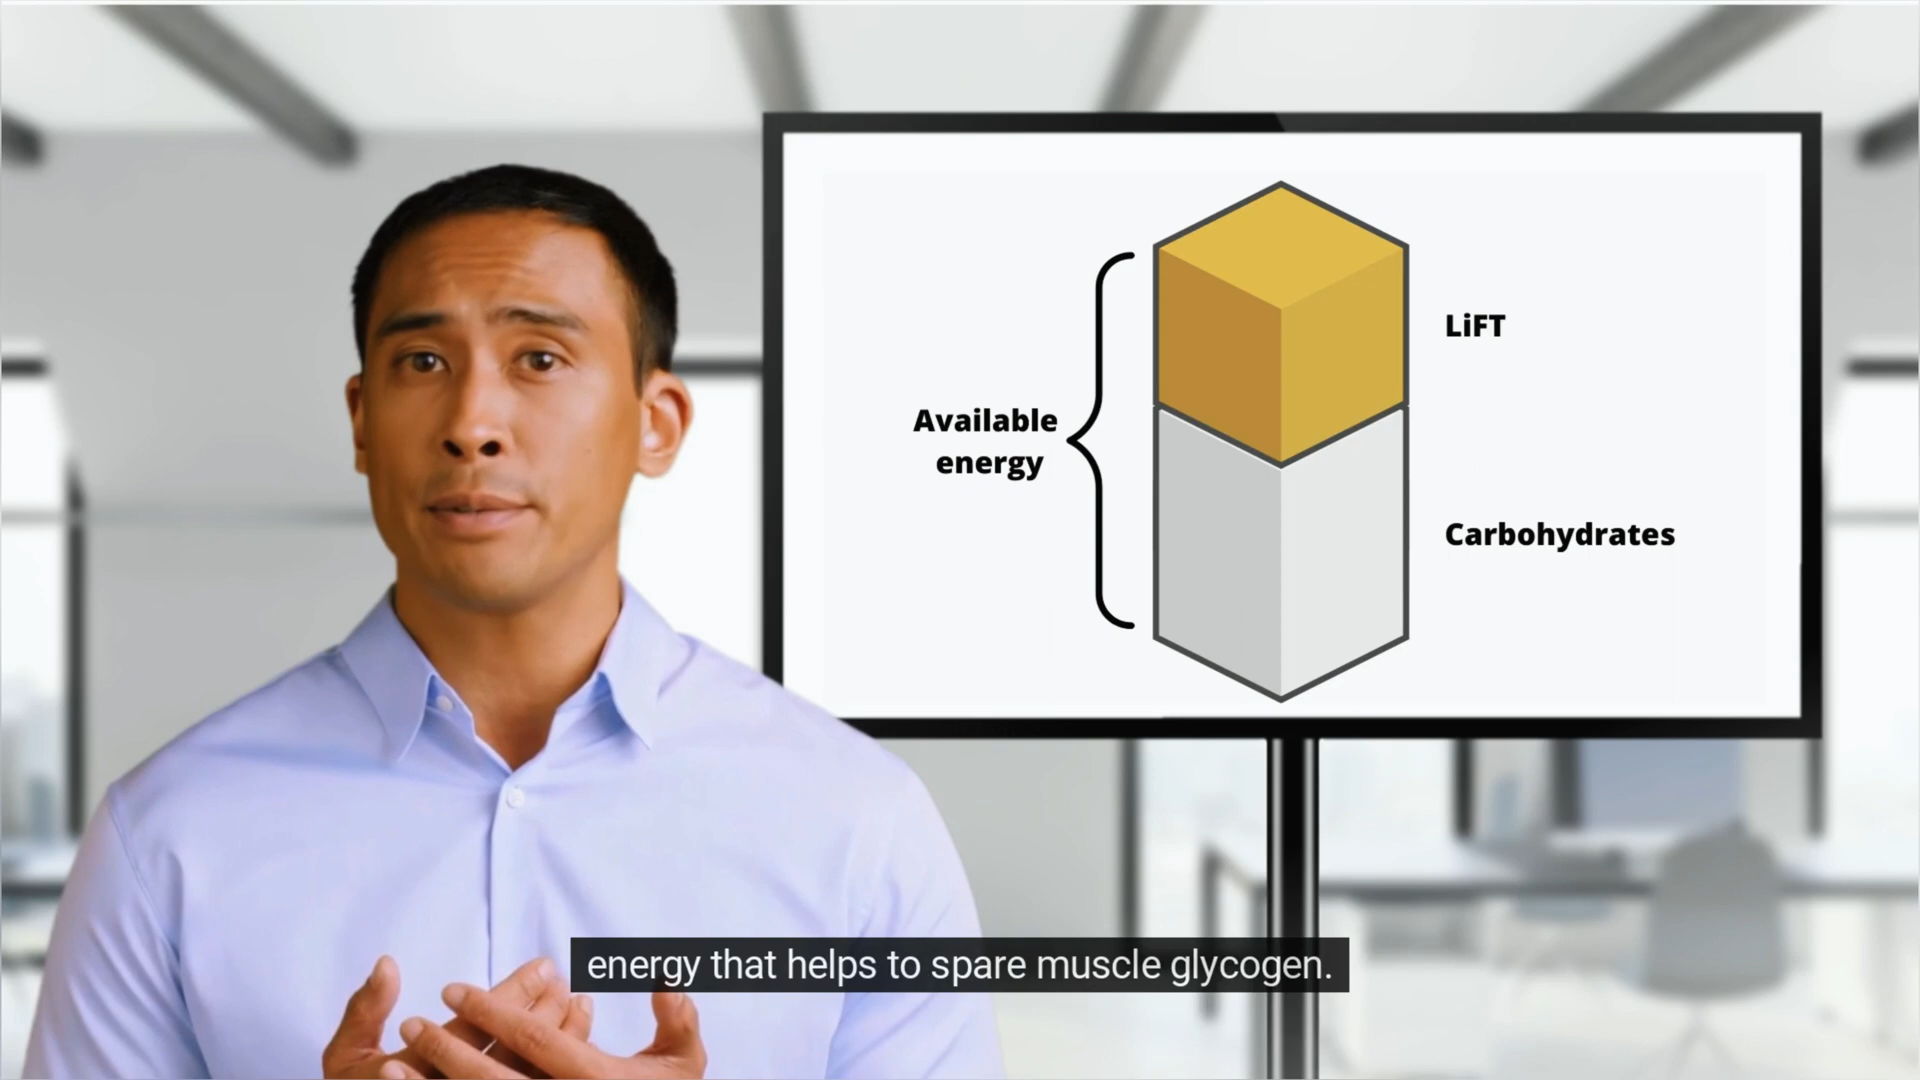 LiFT
Available
energy
Carbohydrates
energy that helps to spare muscle glycogen.